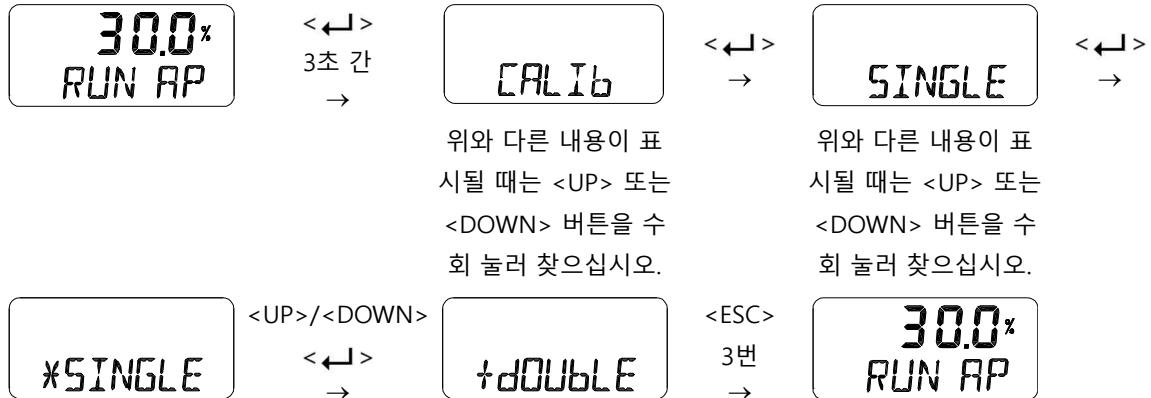 30.0%
RUN AP
<↵>
3초 간
→
CALIb
<↵>
→
SINGLE
<↵>
→
위와 다른 내용이 표
시될 때는 <UP> 또는
<DOWN> 버튼을 수
회 눌러 찾으십시오.
위와 다른 내용이 표
시될 때는 <UP> 또는
<DOWN> 버튼을 수
회 눌러 찾으십시오.
*SINGLE
<UP>/<DOWN>
<↵>
→
+dOUbLE
<ESC>
3번
→
30.0%
RUN AP